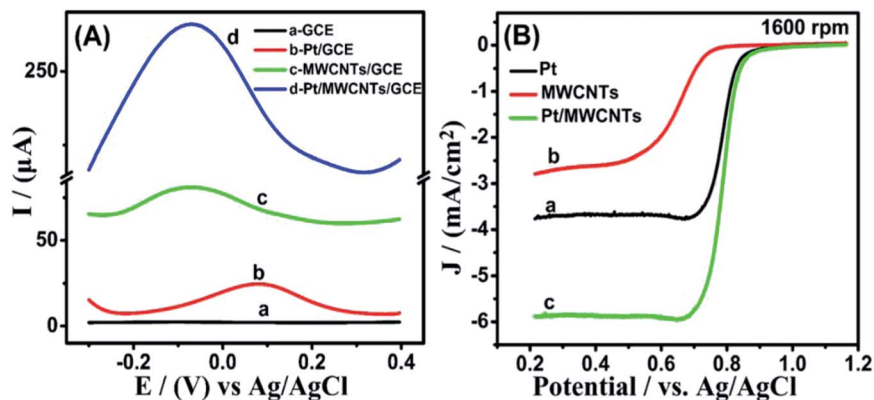 (A)
d
a-GCE
b-Pt/GCE
c-MWCNTs/GCE
d-Pt/MWCNTs/GCE
250
I / (μA)
c
50
b
a
0
-0.2 0.0 0.2 0.4
E / (V) vs Ag/AgCl
(B)
1600 rpm
0
Pt
MWCNTs
Pt/MWCNTs
-1
-2
b
-3
a
-4
-5
c
-6
J / (mA/cm²)
0.2 0.4 0.6 0.8 1.0 1.2
Potential / vs. Ag/AgCl